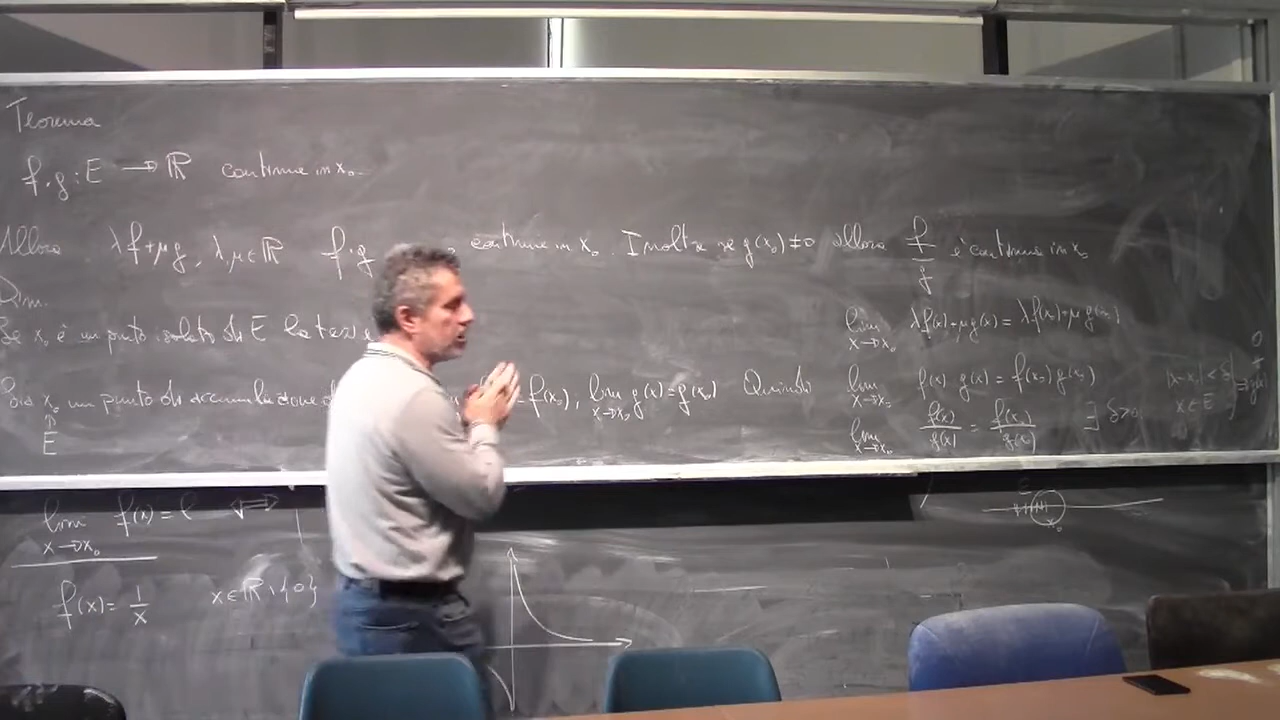 Teorema
f, g : E → ℝ continue in x₀.
Allora λf+μg, λ,μ∈ℝ f·g continue in x₀. Inoltre se g(x₀)≠0 allora f/g è continua in x₀
Dim.
Se x₀ è un punto isolato di E la tesi è
lim x→x₀ λf(x)+μg(x) = λf(x₀)+μg(x₀)
Sia x₀ un punto di accumulazione = f(x₀), lim x→x₀ g(x) = g(x₀) Quindi lim x→x₀ f(x) g(x) = f(x₀) g(x₀)
E
lim x→x₀ f(x)/g(x) = f(x₀)/g(x₀) ∃ δ>0 |x-x₀|<δ x∈E ⇒ g(x) ≠ 0
lim x→x₀ f(x) = l ⟺
x₀
f(x) = 1/x x∈ℝ\{0}